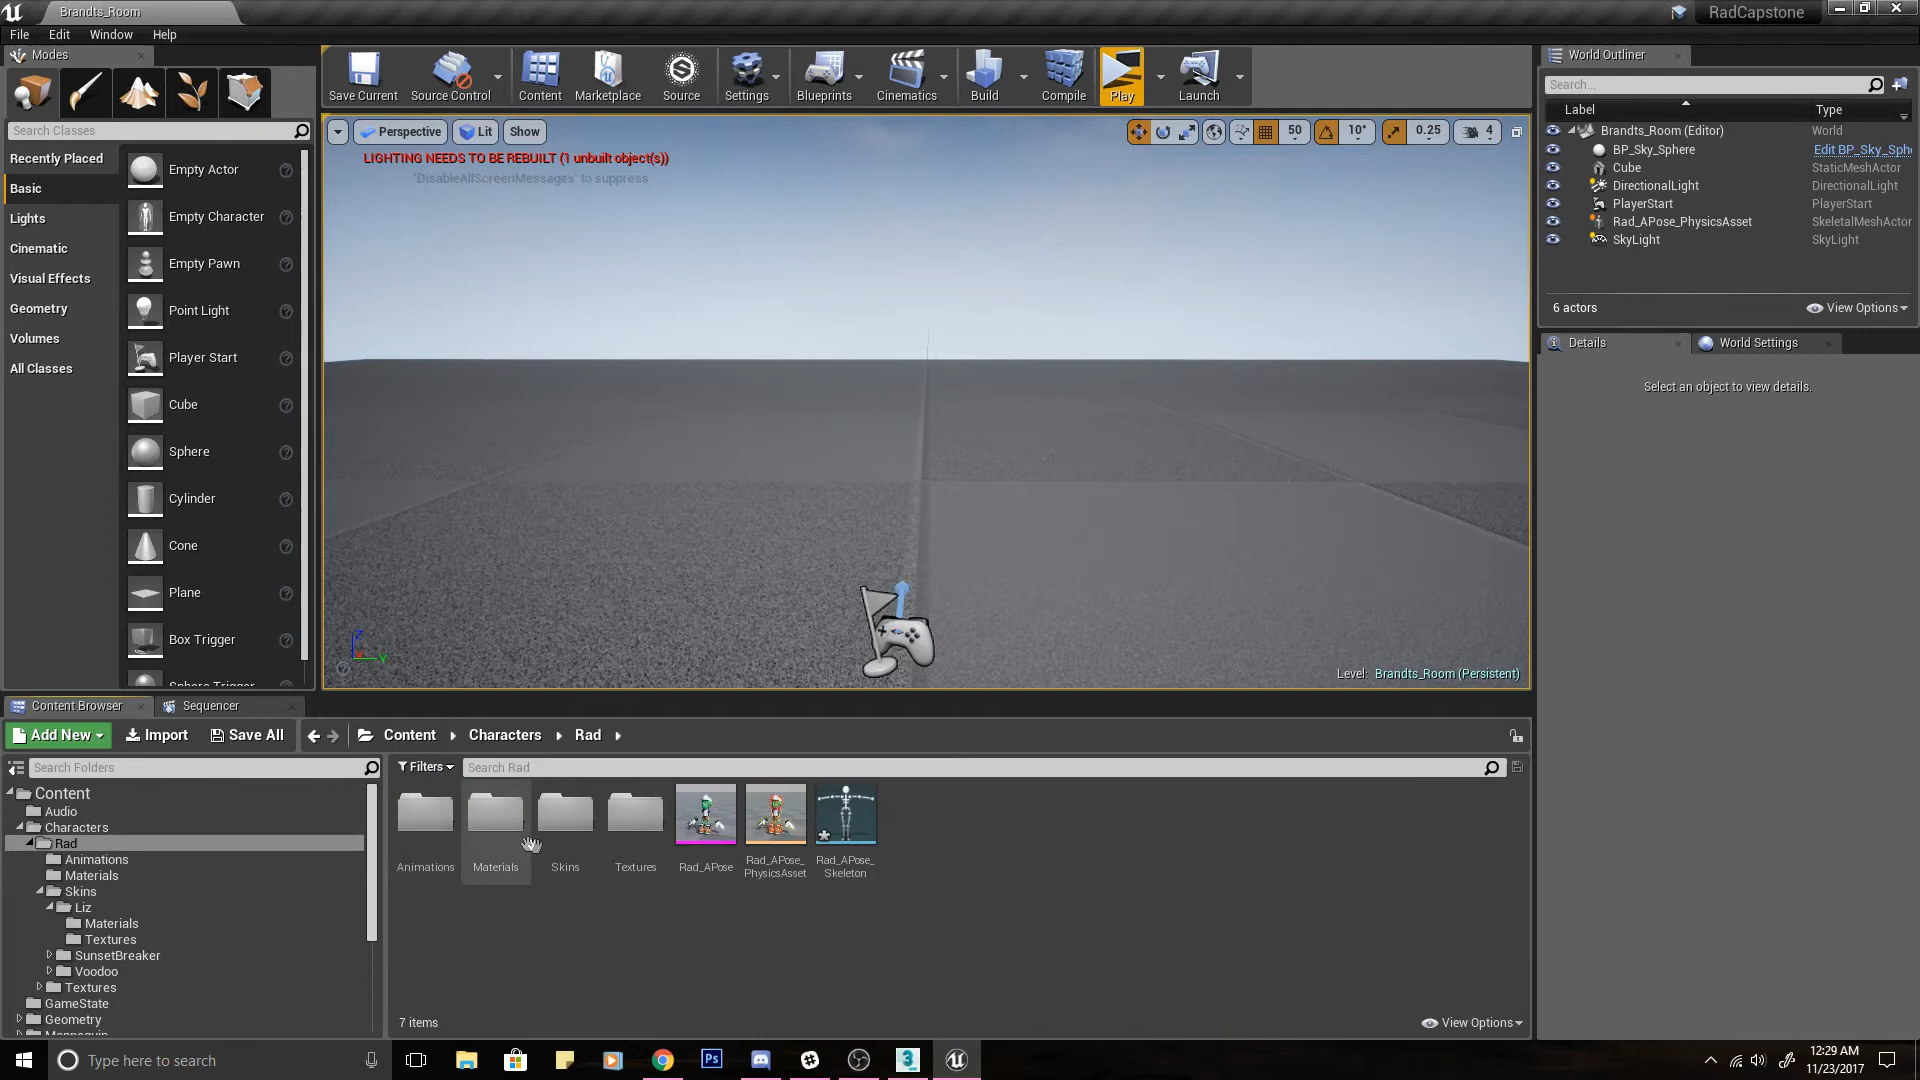 Brandts_Room
RadCapstone
File Edit Window Help
Modes
Save Current
Source Control
Content
Marketplace
Source
Settings
Blueprints
Cinematics
Build
Compile
Play
Launch
World Outliner
Search...
Label Type
Brandts_Room (Editor) World
BP_Sky_Sphere Edit BP_Sky_Sph
Cube StaticMeshActor
DirectionalLight DirectionalLight
PlayerStart PlayerStart
Rad_APose_PhysicsAsset SkeletalMeshActor
SkyLight SkyLight
6 actors View Options
Details World Settings
Select an object to view details.
Search Classes
Recently Placed
Basic
Lights
Cinematic
Visual Effects
Geometry
Volumes
All Classes
Empty Actor
Empty Character
Empty Pawn
Point Light
Player Start
Cube
Sphere
Cylinder
Cone
Plane
Box Trigger
Sphere Trigger
Perspective Lit Show
50 10° 0.25 4
LIGHTING NEEDS TO BE REBUILT (1 unbuilt object(s))
'DisableAllScreenMessages' to suppress
Z
Y
Level: Brandts_Room (Persistent)
Content Browser Sequencer
Add New Import Save All Content Characters Rad
Search Folders
Filters Search Rad
Content
Audio
Characters
Rad
Animations
Materials
Skins
Liz
Materials
Textures
SunsetBreaker
Voodoo
Textures
GameState
Geometry
Mannequin
Animations
Materials
Skins
Textures
Rad_APose
Rad_APose_
PhysicsAsset
Rad_APose_
Skeleton
7 items View Options
Type here to search
Ps
3
MAX
12:29 AM
11/23/2017